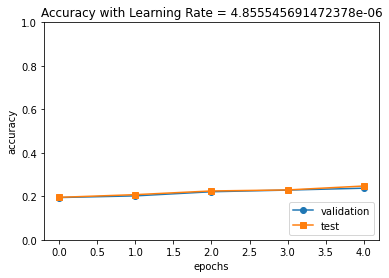 Accuracy with Learning Rate = 4.855545691472378e-06
1.0
0.8
0.6
0.4
0.2
0.0
accuracy
0.0 0.5 1.0 1.5 2.0 2.5 3.0 3.5 4.0
epochs
validation
test